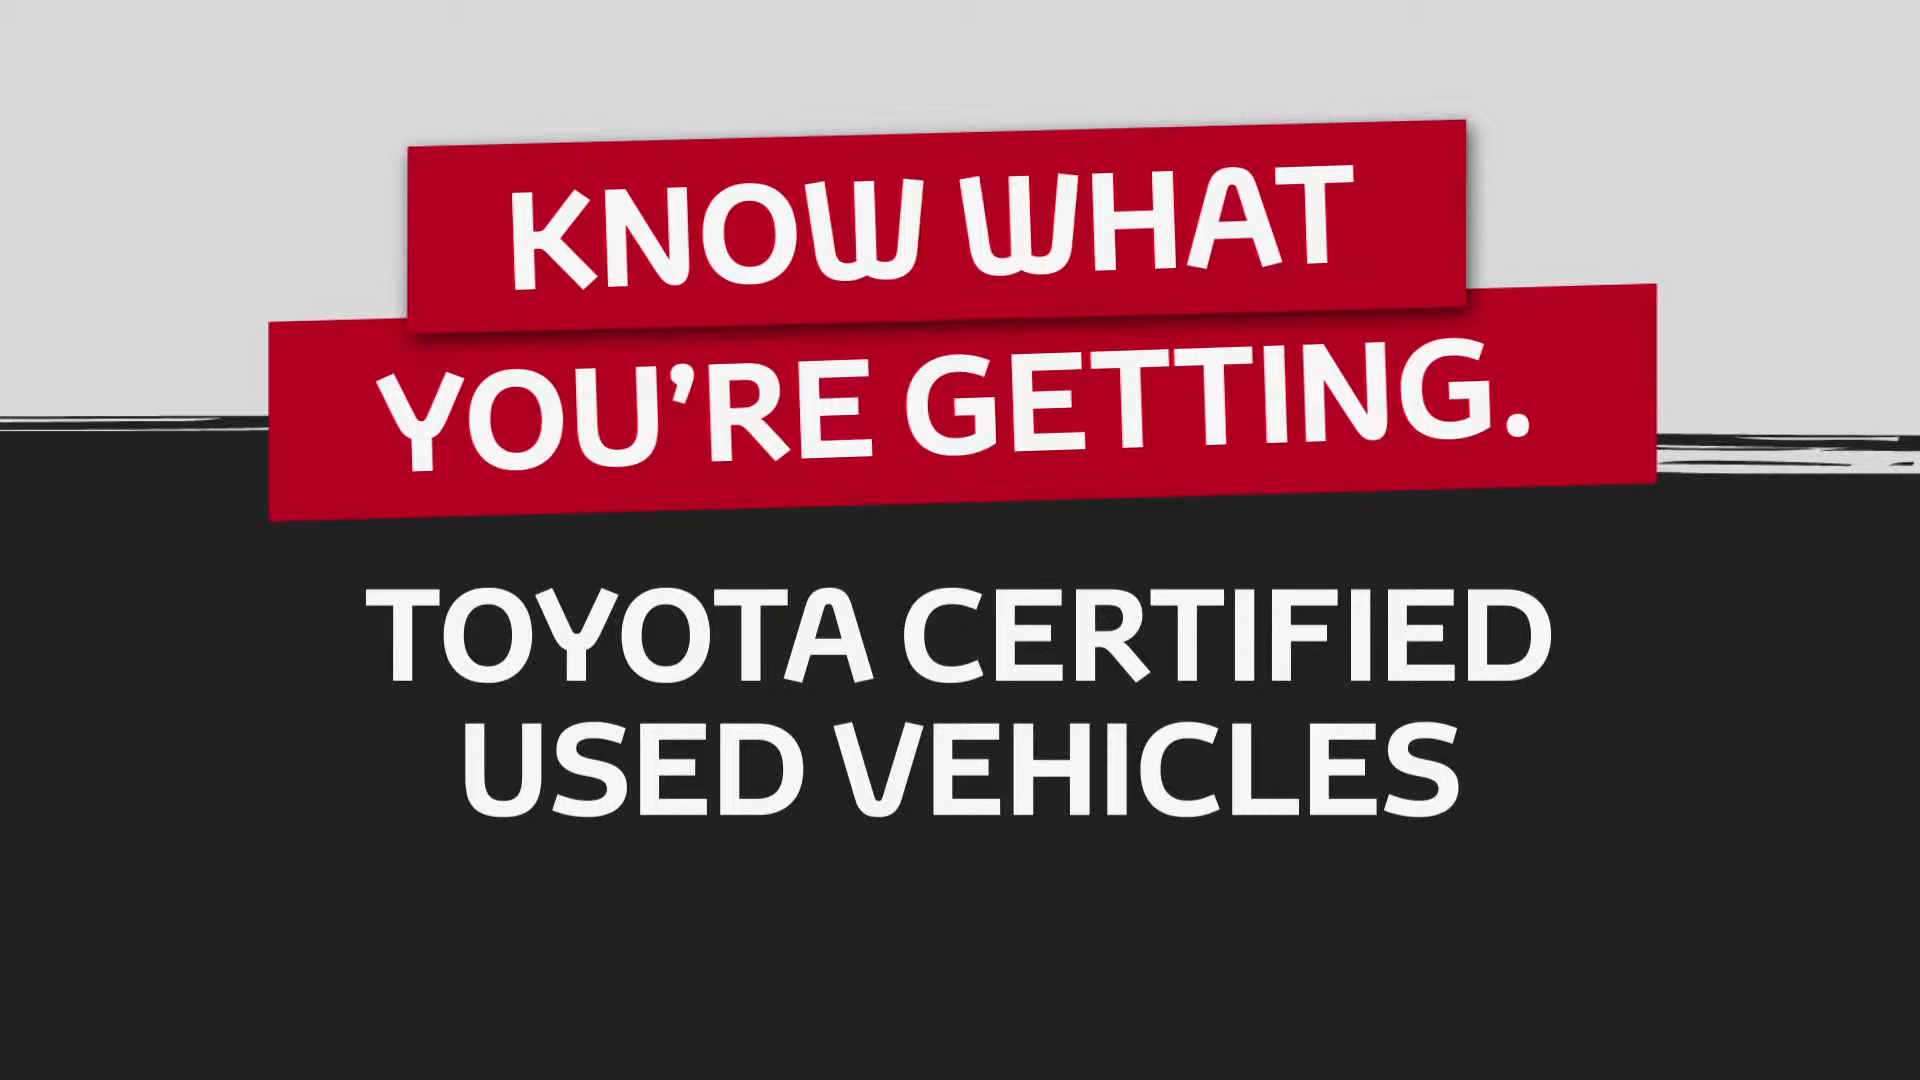 KNOW WHAT
YOU’RE GETTING.
TOYOTA CERTIFIED
USED VEHICLES